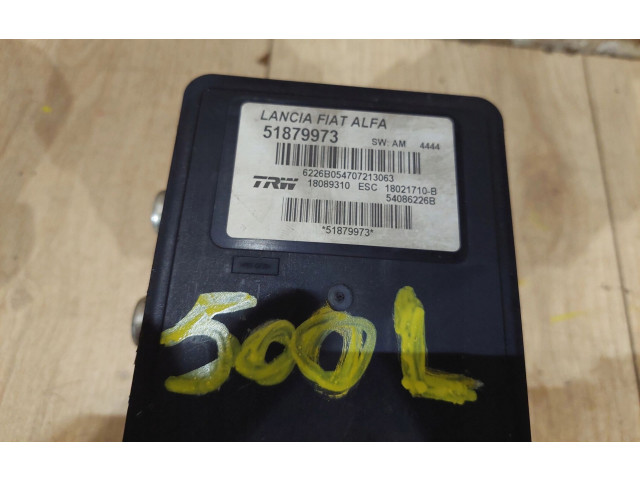 LANCIA FIAT ALFA
51879973 SW: AM 4444
6226B054707213063
TRW 18089310 ESC 18021710-B
54086226B
*51879973*
500L